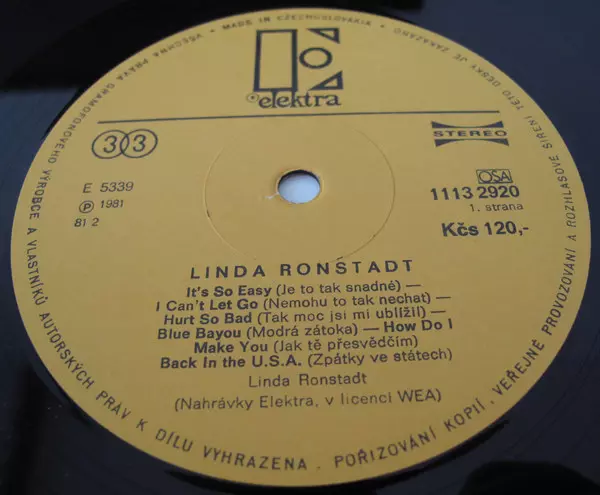 elektra
33
STEREO
OSA
E 5339
1113 2920
Ⓟ 1981
1. strana
81 2
Kčs 120,-
LINDA RONSTADT
It's So Easy (Je to tak snadné) —
I Can't Let Go (Nemohu to tak nechat) —
Hurt So Bad (Tak moc jsi mi ublížil) —
Blue Bayou (Modrá zátoka) — How Do I
Make You (Jak tě přesvědčím)
Back In the U.S.A. (Zpátky ve státech)
Linda Ronstadt
(Nahrávky Elektra, v licenci WEA)
MADE IN CZECHOSLOVAKIA • VŠECHNA PRÁVA GRAMOFONOVÉHO VÝROBCE A VLASTNÍKŮ AUTORSKÝCH PRÁV K DÍLU VYHRAZENA. POŘIZOVÁNÍ KOPIÍ, VEŘEJNÉ PROVOZOVÁNÍ A ROZHLASOVÉ ŠÍŘENÍ TÉTO DESKY JE ZAKÁZÁNO •